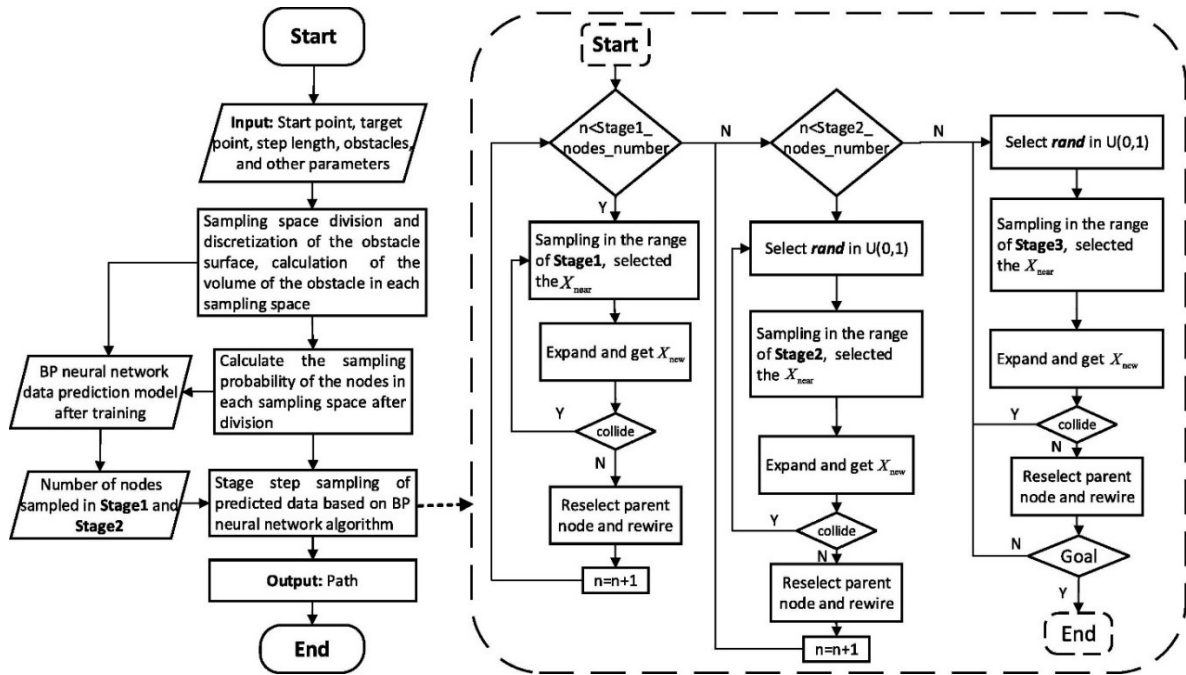 Start
Input: Start point, target
point, step length, obstacles,
and other parameters
Sampling space division and
discretization of the obstacle
surface, calculation of the
volume of the obstacle in each
sampling space
BP neural network
data prediction model
after training
Calculate the sampling
probability of the nodes in
each sampling space after
division
Number of nodes
sampled in Stage1 and
Stage2
Stage step sampling of
predicted data based on BP
neural network algorithm
Output: Path
End
Start
n<Stage1_
nodes_number
N
Y
Sampling in the range
of Stage1, selected
the Xnear
Expand and get Xnew
Y
collide
N
Reselect parent
node and rewire
n=n+1
n<Stage2_
nodes_number
N
Select rand in U(0,1)
Sampling in the range
of Stage2, selected
the Xnear
Expand and get Xnew
Y
collide
N
Reselect parent
node and rewire
n=n+1
Select rand in U(0,1)
Sampling in the range
of Stage3, selected
the Xnear
Expand and get Xnew
Y
collide
N
Reselect parent
node and rewire
N
Goal
Y
End